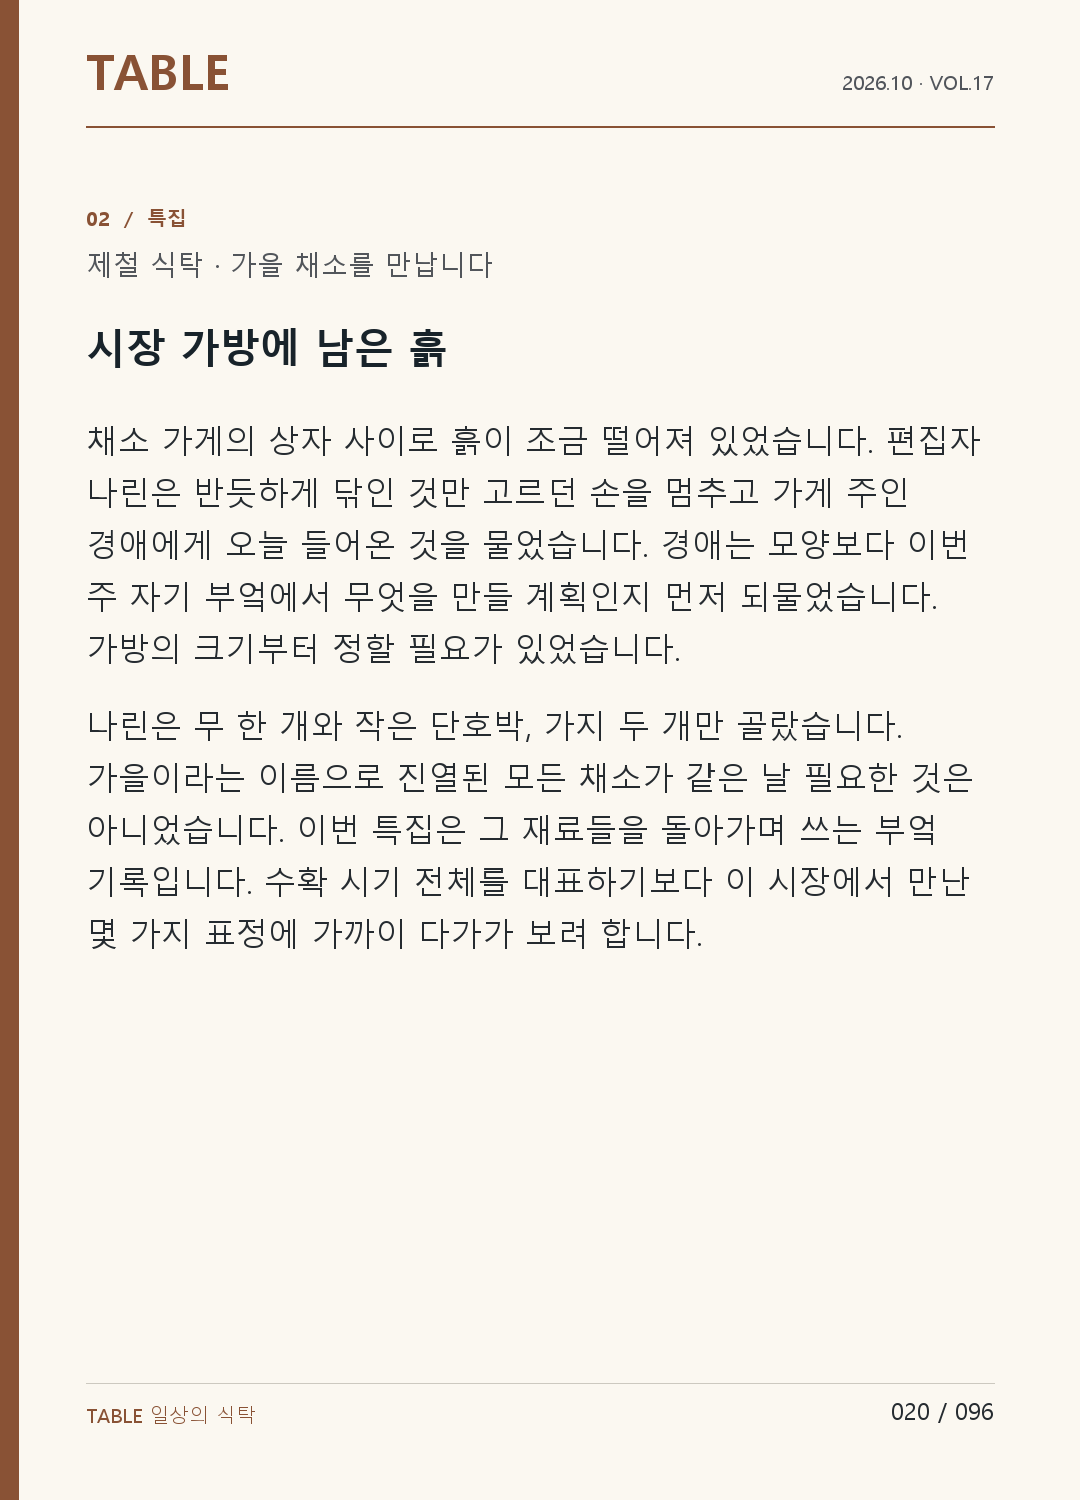 TABLE
2026.10 · VOL.17
02 / 특집
제철 식탁 · 가을 채소를 만납니다
시장 가방에 남은 흙
채소 가게의 상자 사이로 흙이 조금 떨어져 있었습니다. 편집자
나린은 반듯하게 닦인 것만 고르던 손을 멈추고 가게 주인
경애에게 오늘 들어온 것을 물었습니다. 경애는 모양보다 이번
주 자기 부엌에서 무엇을 만들 계획인지 먼저 되물었습니다.
가방의 크기부터 정할 필요가 있었습니다.
나린은 무 한 개와 작은 단호박, 가지 두 개만 골랐습니다.
가을이라는 이름으로 진열된 모든 채소가 같은 날 필요한 것은
아니었습니다. 이번 특집은 그 재료들을 돌아가며 쓰는 부엌
기록입니다. 수확 시기 전체를 대표하기보다 이 시장에서 만난
몇 가지 표정에 가까이 다가가 보려 합니다.
TABLE 일상의 식탁
020 / 096